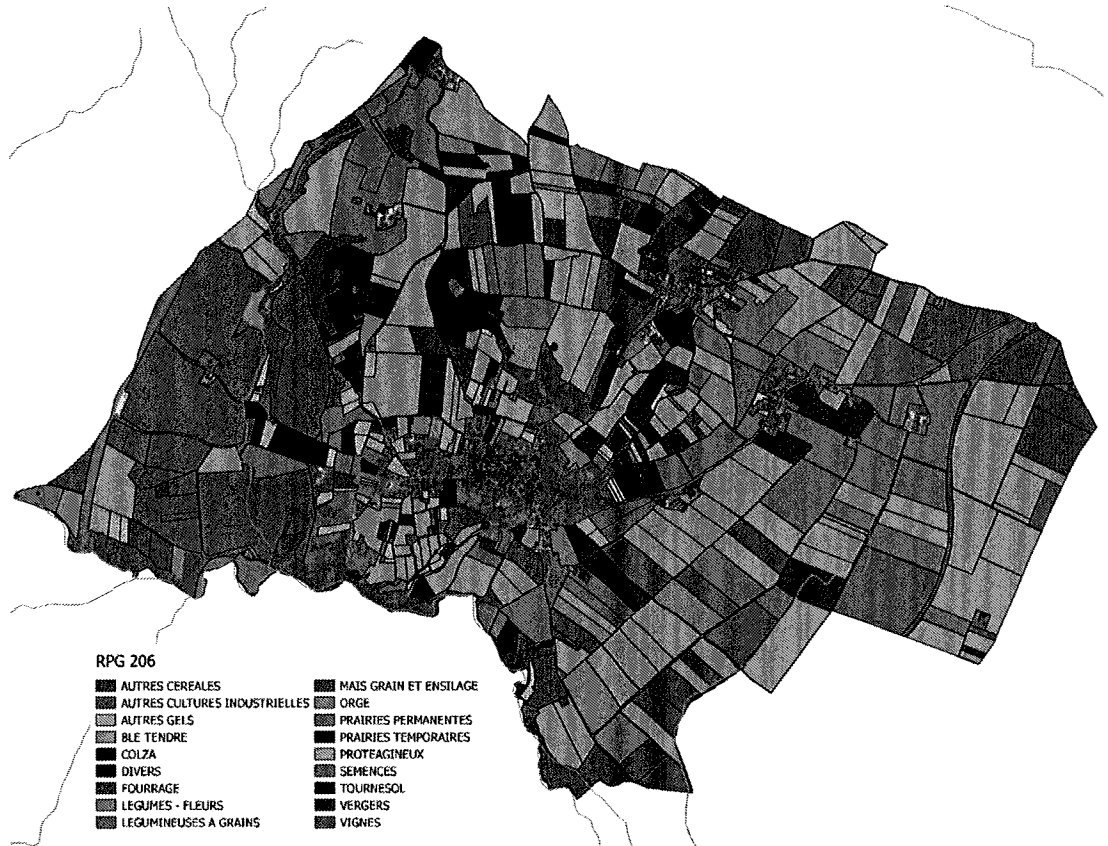 RPG 206
AUTRES CEREALES
AUTRES CULTURES INDUSTRIELLES
AUTRES GELS
BLE TENDRE
COLZA
DIVERS
FOURRAGE
LEGUMES - FLEURS
LEGUMINEUSES A GRAINS
MAIS GRAIN ET ENSILAGE
ORGE
PRAIRIES PERMANENTES
PRAIRIES TEMPORAIRES
PROTEAGINEUX
SEMENCES
TOURNESOL
VERGERS
VIGNES